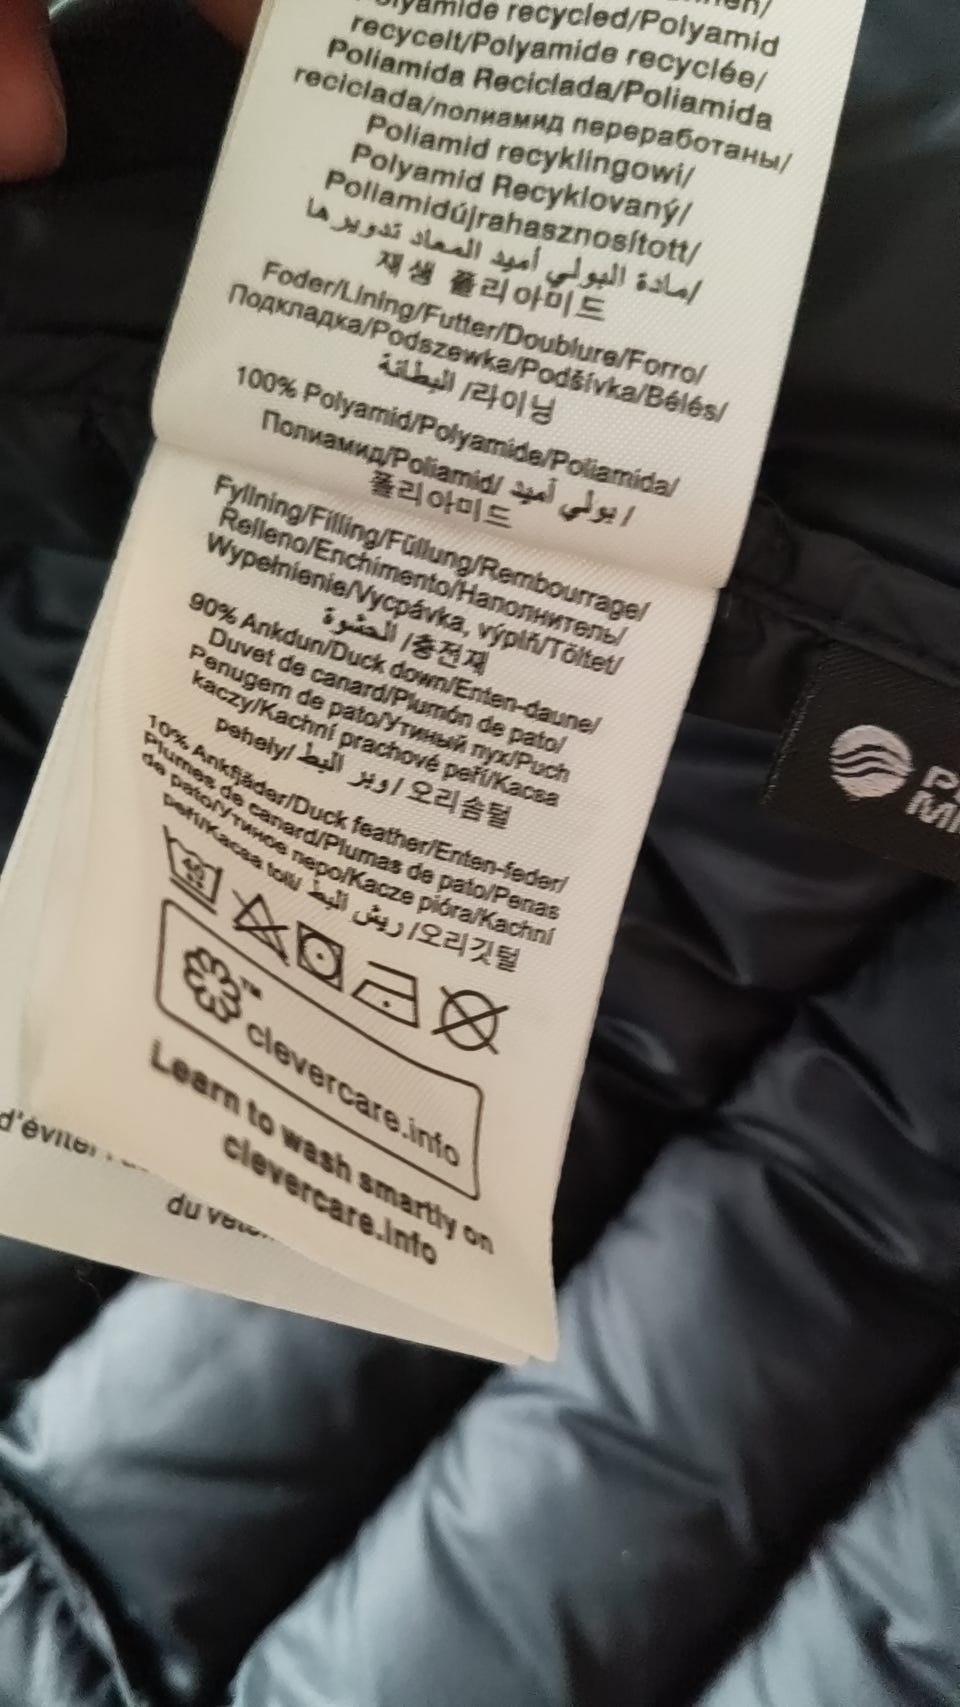 Polyamide recycled/Polyamid
recycelt/Polyamide recyclée/
Poliamida Reciclada/Poliamida
reciclada/полиамид переработаны/
Poliamid recyklingowi/
Polyamid Recyklovaný/
Poliamidújrahasznosított/
مادة البولي أميد المعاد تدويرها/
재생 폴리아미드
Foder/Lining/Futter/Doublure/Forro/
Подкладка/Podszewka/Podšívka/Bélés/
البطانة /라이닝
100% Polyamid/Polyamide/Poliamida/
Полиамид/Poliamid/ بولي أميد /
폴리아미드
Fyllning/Filling/Füllung/Rembourrage/
Relleno/Enchimento/Наполнитель/
Wypełnienie/Vycpávka, výplň/Töltet/
الحشوة /충전재
90% Ankdun/Duck down/Enten-daune/
Duvet de canard/Plumón de pato/
Penugem de pato/Утиный пух/Puch
kaczy/Kachní prachové peří/Kacsa
pehely/ وبر البط /오리솜털
10% Ankfjäder/Duck feather/Enten-feder/
Plumes de canard/Plumas de pato/Penas
de pato/Утиное перо/Kacze pióra/Kachní
peří/Kacsa toll/ ريش البط /오리깃털
40
™
clevercare.info
Learn to wash smartly on
clevercare.info
d'éviter
du